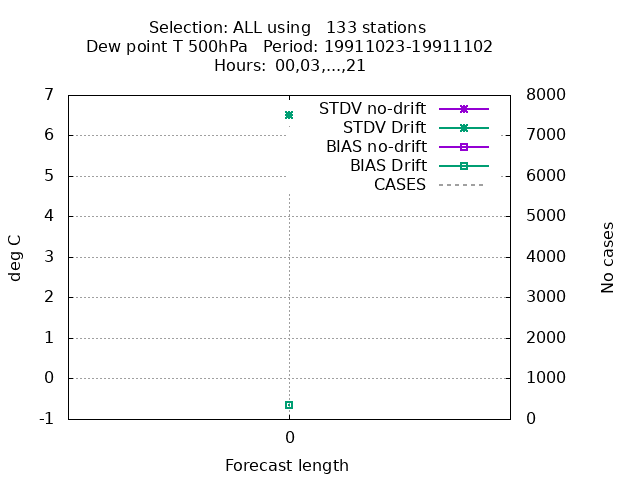 Selection: ALL using   133 stations
Dew point T 500hPa   Period: 19911023-19911102
Hours: 00,03,...,21
7
6
5
4
3
2
1
0
-1
deg C
STDV no-drift
STDV Drift
BIAS no-drift
BIAS Drift
CASES
8000
7000
6000
5000
4000
3000
2000
1000
0
No cases
0
Forecast length